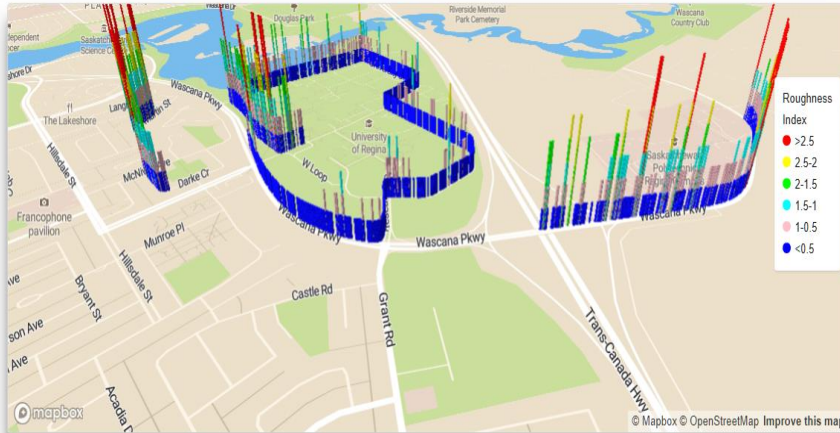 Douglas Park
Riverside Memorial
Park Cemetery
Wascana
Country Club
Saskatchewan
Science
Wascana Pkwy
The Lakeshore
Hillsdale St
McNiven
Darke Cr
Francophone
pavilion
University
of Regina
W Loop
Wascana Pkwy
Wascana Pkwy
Wascana Pkwy
Munroe Pl
Hillsdale St
Bryant St
Castle Rd
Grant Rd
Trans-Canada Hwy
Acadia
Roughness
Index
>2.5
2.5-2
2-1.5
1.5-1
1-0.5
<0.5
mapbox
© Mapbox © OpenStreetMap Improve this map